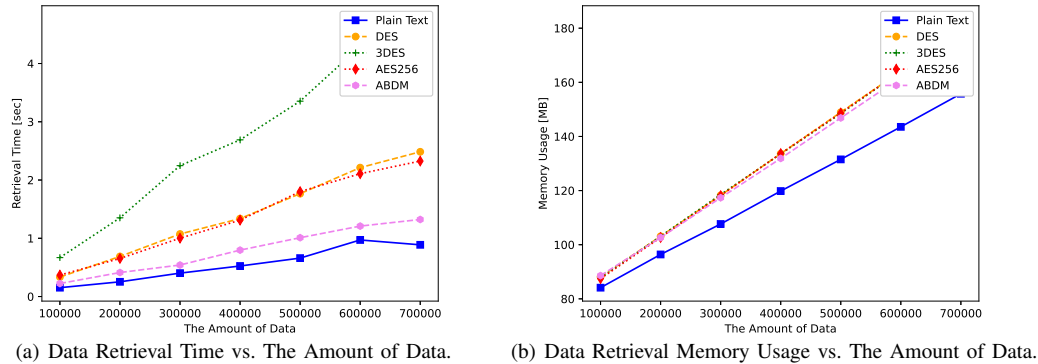 Plain Text
DES
3DES
AES256
ABDM
4
3
2
1
0
Retrieval Time [sec]
100000 200000 300000 400000 500000 600000 700000
The Amount of Data
(a) Data Retrieval Time vs. The Amount of Data.
Plain Text
DES
3DES
AES256
ABDM
180
160
140
120
100
80
Memory Usage [MB]
100000 200000 300000 400000 500000 600000 700000
The Amount of Data
(b) Data Retrieval Memory Usage vs. The Amount of Data.